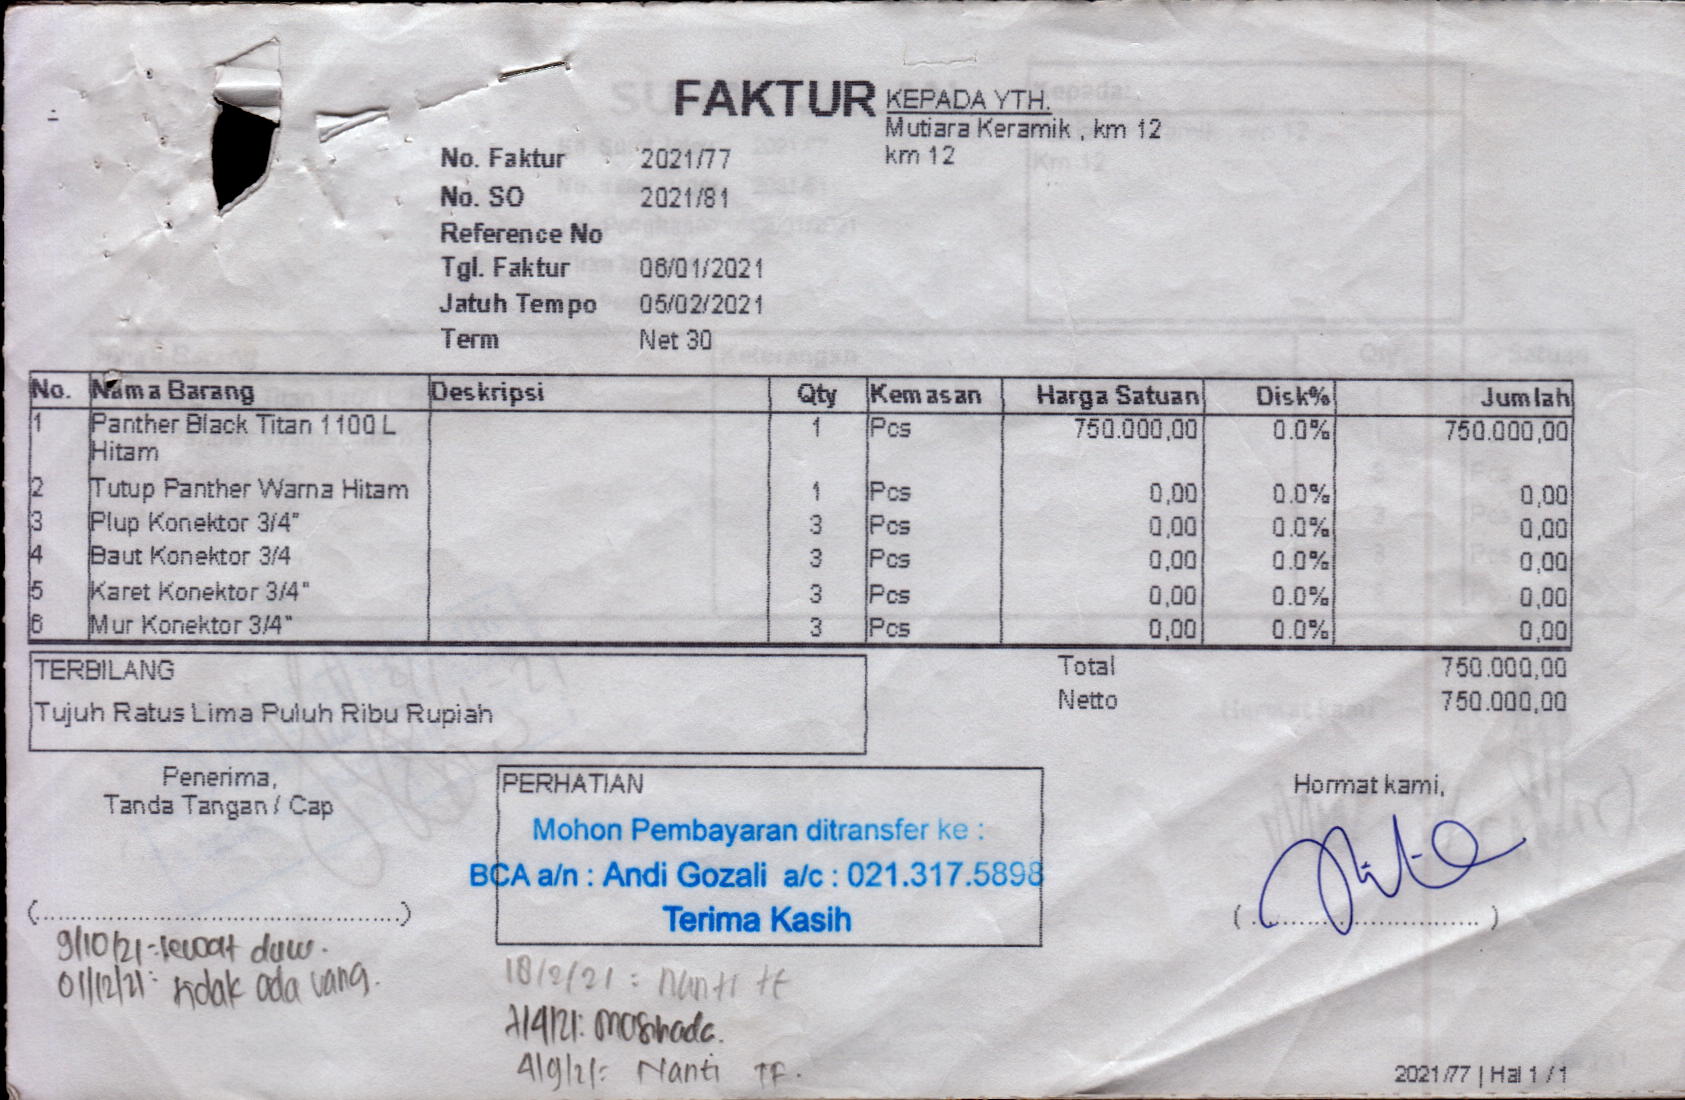 FAKTUR
KEPADA YTH.
Mutiara Keramik , km 12
km 12
No. Faktur : 2021/77
No. SO 2021/81
Reference No
Tgl. Faktur 06/01/2021
Jatuh Tempo 05/02/2021
Term Net 30
No. Nama Barang Deskripsi Qty Kemasan Harga Satuan Disk% Jumlah
1 Panther Black Titan 1100 L 1 Pcs 750.000,00 0.0% 750.000,00
Hitam
2 Tutup Panther Warna Hitam 1 Pcs 0,00 0.0% 0,00
3 Plup Konektor 3/4" 3 Pcs 0,00 0.0% 0,00
4 Baut Konektor 3/4 3 Pcs 0,00 0.0% 0,00
5 Karet Konektor 3/4" 3 Pcs 0,00 0.0% 0,00
6 Mur Konektor 3/4" 3 Pcs 0,00 0.0% 0,00
TERBILANG
Tujuh Ratus Lima Puluh Ribu Rupiah
Total 750.000,00
Netto 750.000,00
Penerima,
Tanda Tangan / Cap
(..............................................)
PERHATIAN
Mohon Pembayaran ditransfer ke :
BCA a/n : Andi Gozali a/c : 021.317.5898
Terima Kasih
Hormat kami,
( ................................ )
9/10/21: lewat
01/12/21: tidak ada uang.
18/2/21 : Nanti tf
4/9/21: Nanti TF.
2021/77 | Hal 1 / 1